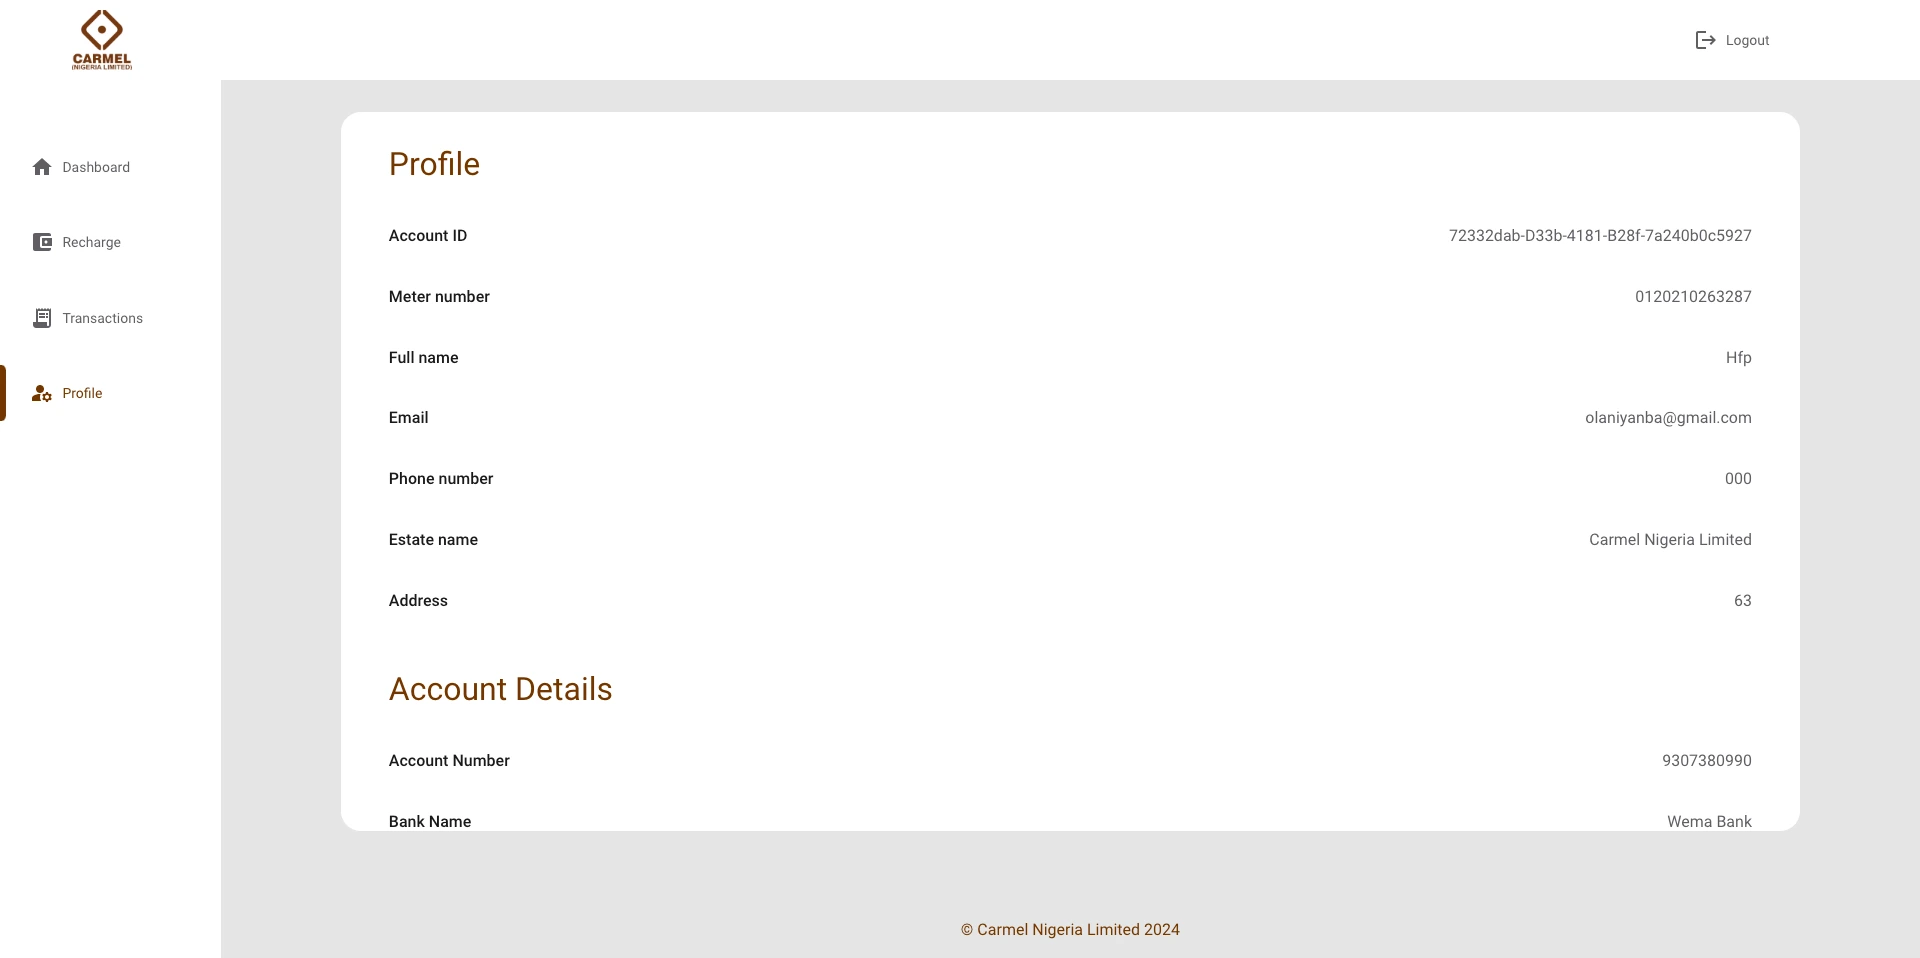 CARMEL
(NIGERIA LIMITED)
Logout
Dashboard
Recharge
Transactions
Profile
Profile
Account ID 72332dab-D33b-4181-B28f-7a240b0c5927
Meter number 0120210263287
Full name Hfp
Email olaniyanba@gmail.com
Phone number 000
Estate name Carmel Nigeria Limited
Address 63
Account Details
Account Number 9307380990
Bank Name Wema Bank
© Carmel Nigeria Limited 2024